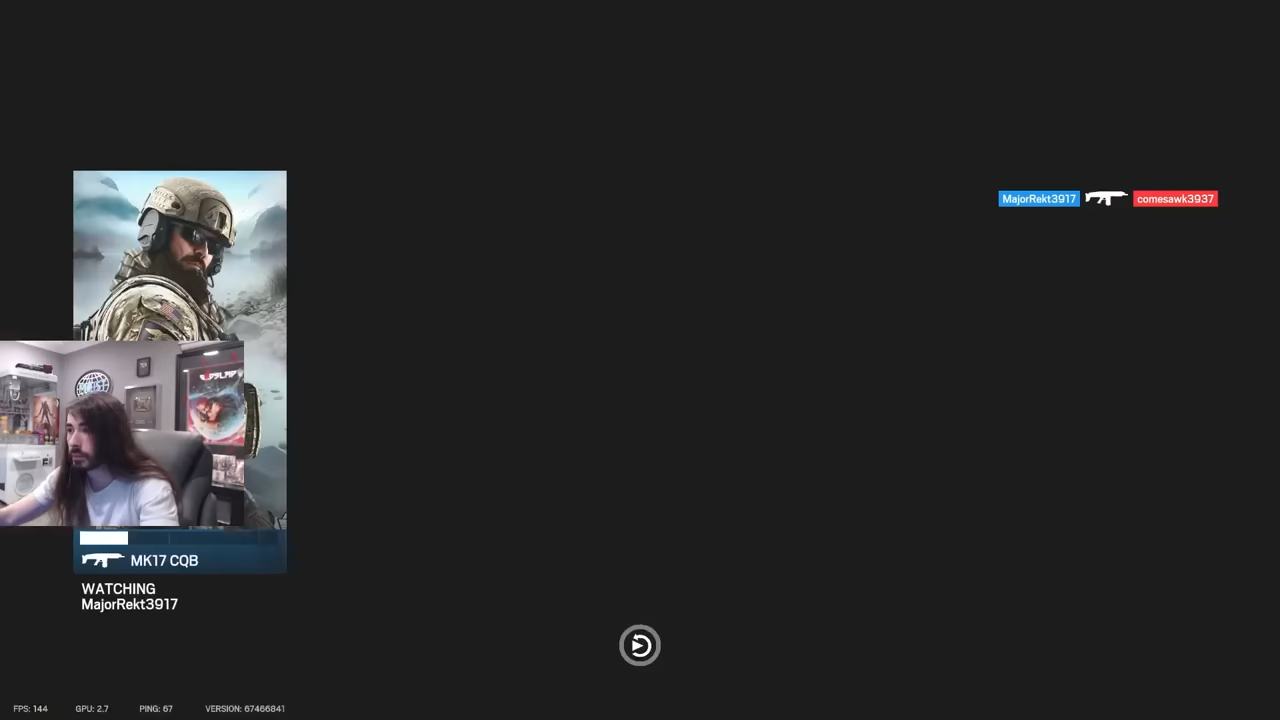 MajorRekt3917
comesawk3937
MK17 CQB
WATCHING
MajorRekt3917
FPS: 144 GPU: 2.7 PING: 67 VERSION: 67466841